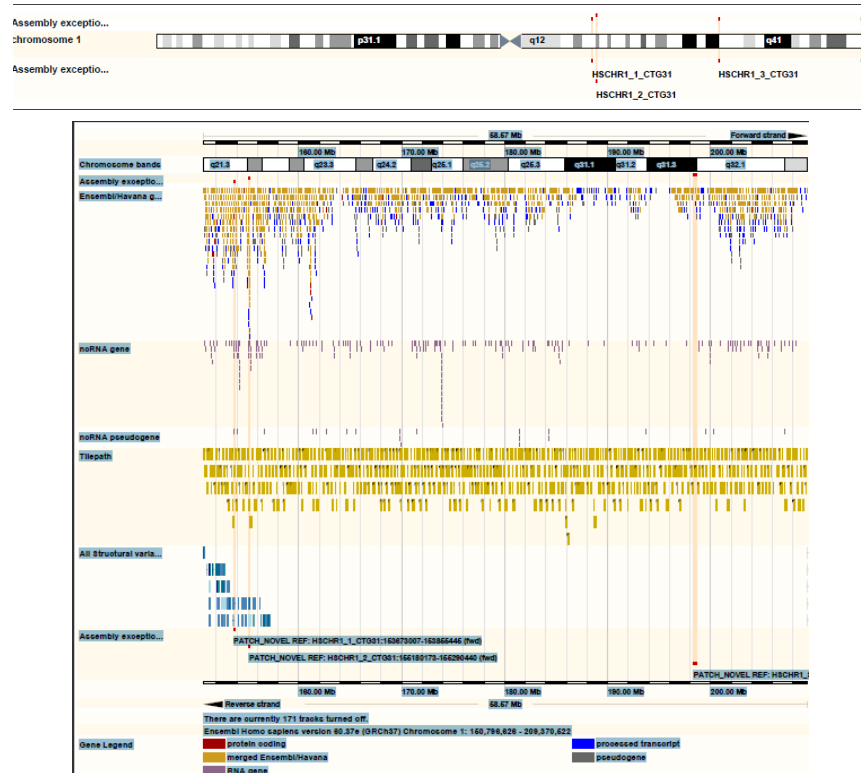 Assembly exceptio...
chromosome 1
p31.1 q12 q41
Assembly exceptio...
HSCHR1_1_CTG31 HSCHR1_3_CTG31
HSCHR1_2_CTG31
58.57 Mb Forward strand
160.00 Mb 170.00 Mb 180.00 Mb 190.00 Mb 200.00 Mb
Chromosome bands q21.3 q23.3 q24.2 q25.1 q25.2 q25.3 q31.1 q31.2 q31.3 q32.1
Assembly exceptio...
Ensembl/Havana g...
ncRNA gene
ncRNA pseudogene
Tilepath
All Structural varia...
Assembly exceptio...
PATCH_NOVEL REF: HSCHR1_1_CTG31:153673007-153855445 (fwd)
PATCH_NOVEL REF: HSCHR1_2_CTG31:155180173-155290440 (fwd)
PATCH_NOVEL REF: HSCHR1_
160.00 Mb 170.00 Mb 180.00 Mb 190.00 Mb 200.00 Mb
Reverse strand 58.57 Mb
There are currently 171 tracks turned off.
Ensembl Homo sapiens version 60.37e (GRCh37) Chromosome 1: 150,796,626 - 209,370,522
Gene Legend protein coding processed transcript
merged Ensembl/Havana pseudogene
RNA gene